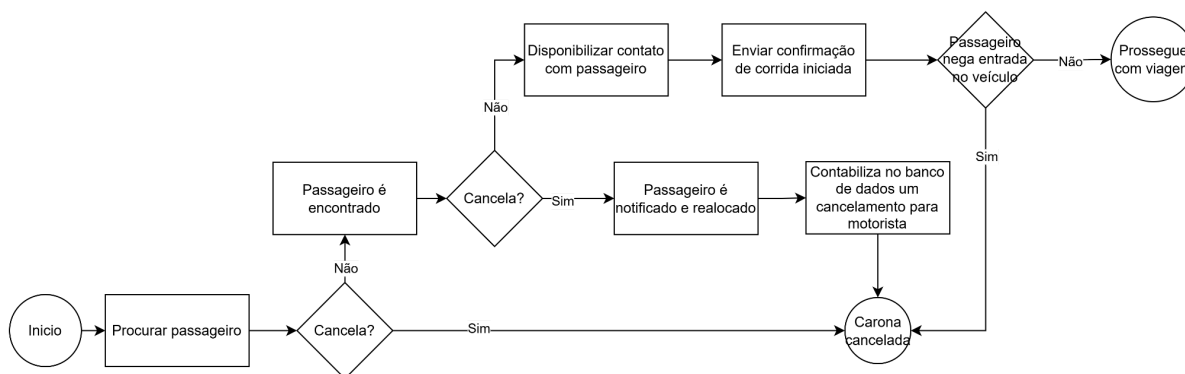 Disponibilizar contato
com passageiro
Enviar confirmação
de corrida iniciada
Passageiro
nega entrada
no veículo
Não
Prossegue
com viagem
Não
Sim
Passageiro é
encontrado
Cancela?
Sim
Passageiro é
notificado e realocado
Contabiliza no banco
de dados um
cancelamento para
motorista
Não
Inicio
Procurar passageiro
Cancela?
Sim
Carona
cancelada